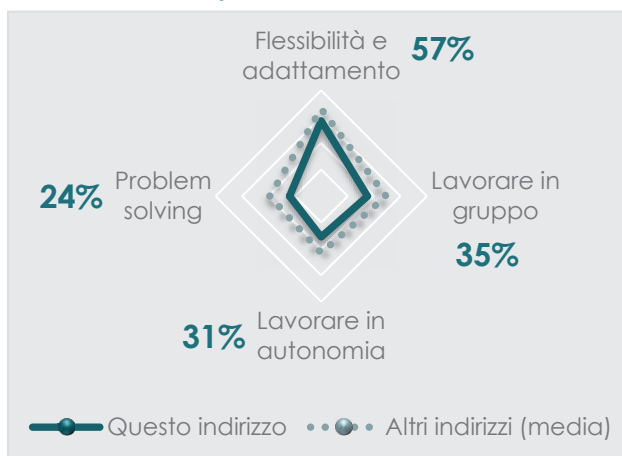 Flessibilità e
adattamento
57%
24%
Problem
solving
Lavorare in
gruppo
35%
31%
Lavorare in
autonomia
Questo indirizzo
Altri indirizzi (media)